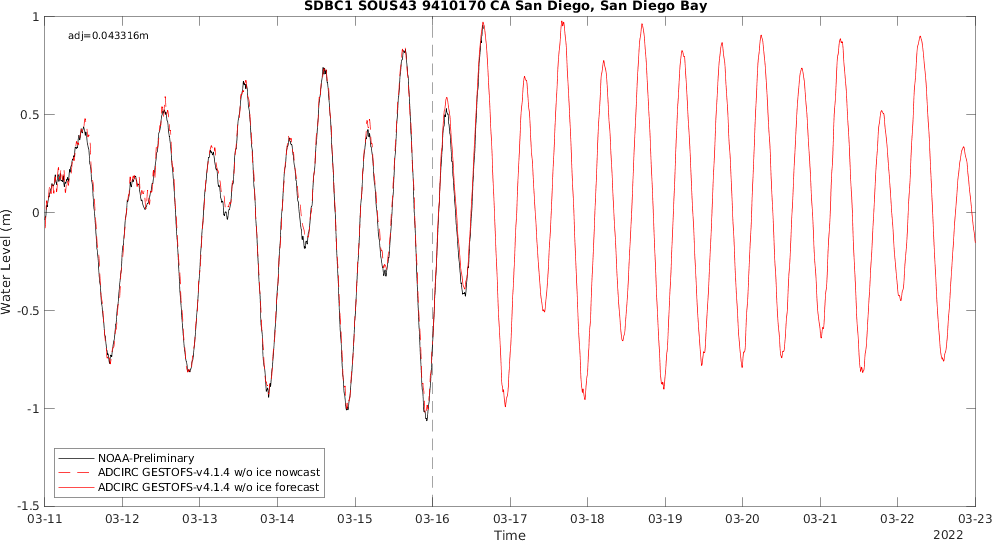 SDBC1 SOUS43 9410170 CA San Diego, San Diego Bay
adj=0.043316m
1
0.5
0
-0.5
-1
-1.5
Water Level (m)
NOAA-Preliminary
ADCIRC GESTOFS-v4.1.4 w/o ice nowcast
ADCIRC GESTOFS-v4.1.4 w/o ice forecast
03-11 03-12 03-13 03-14 03-15 03-16 03-17 03-18 03-19 03-20 03-21 03-22 03-23
Time
2022